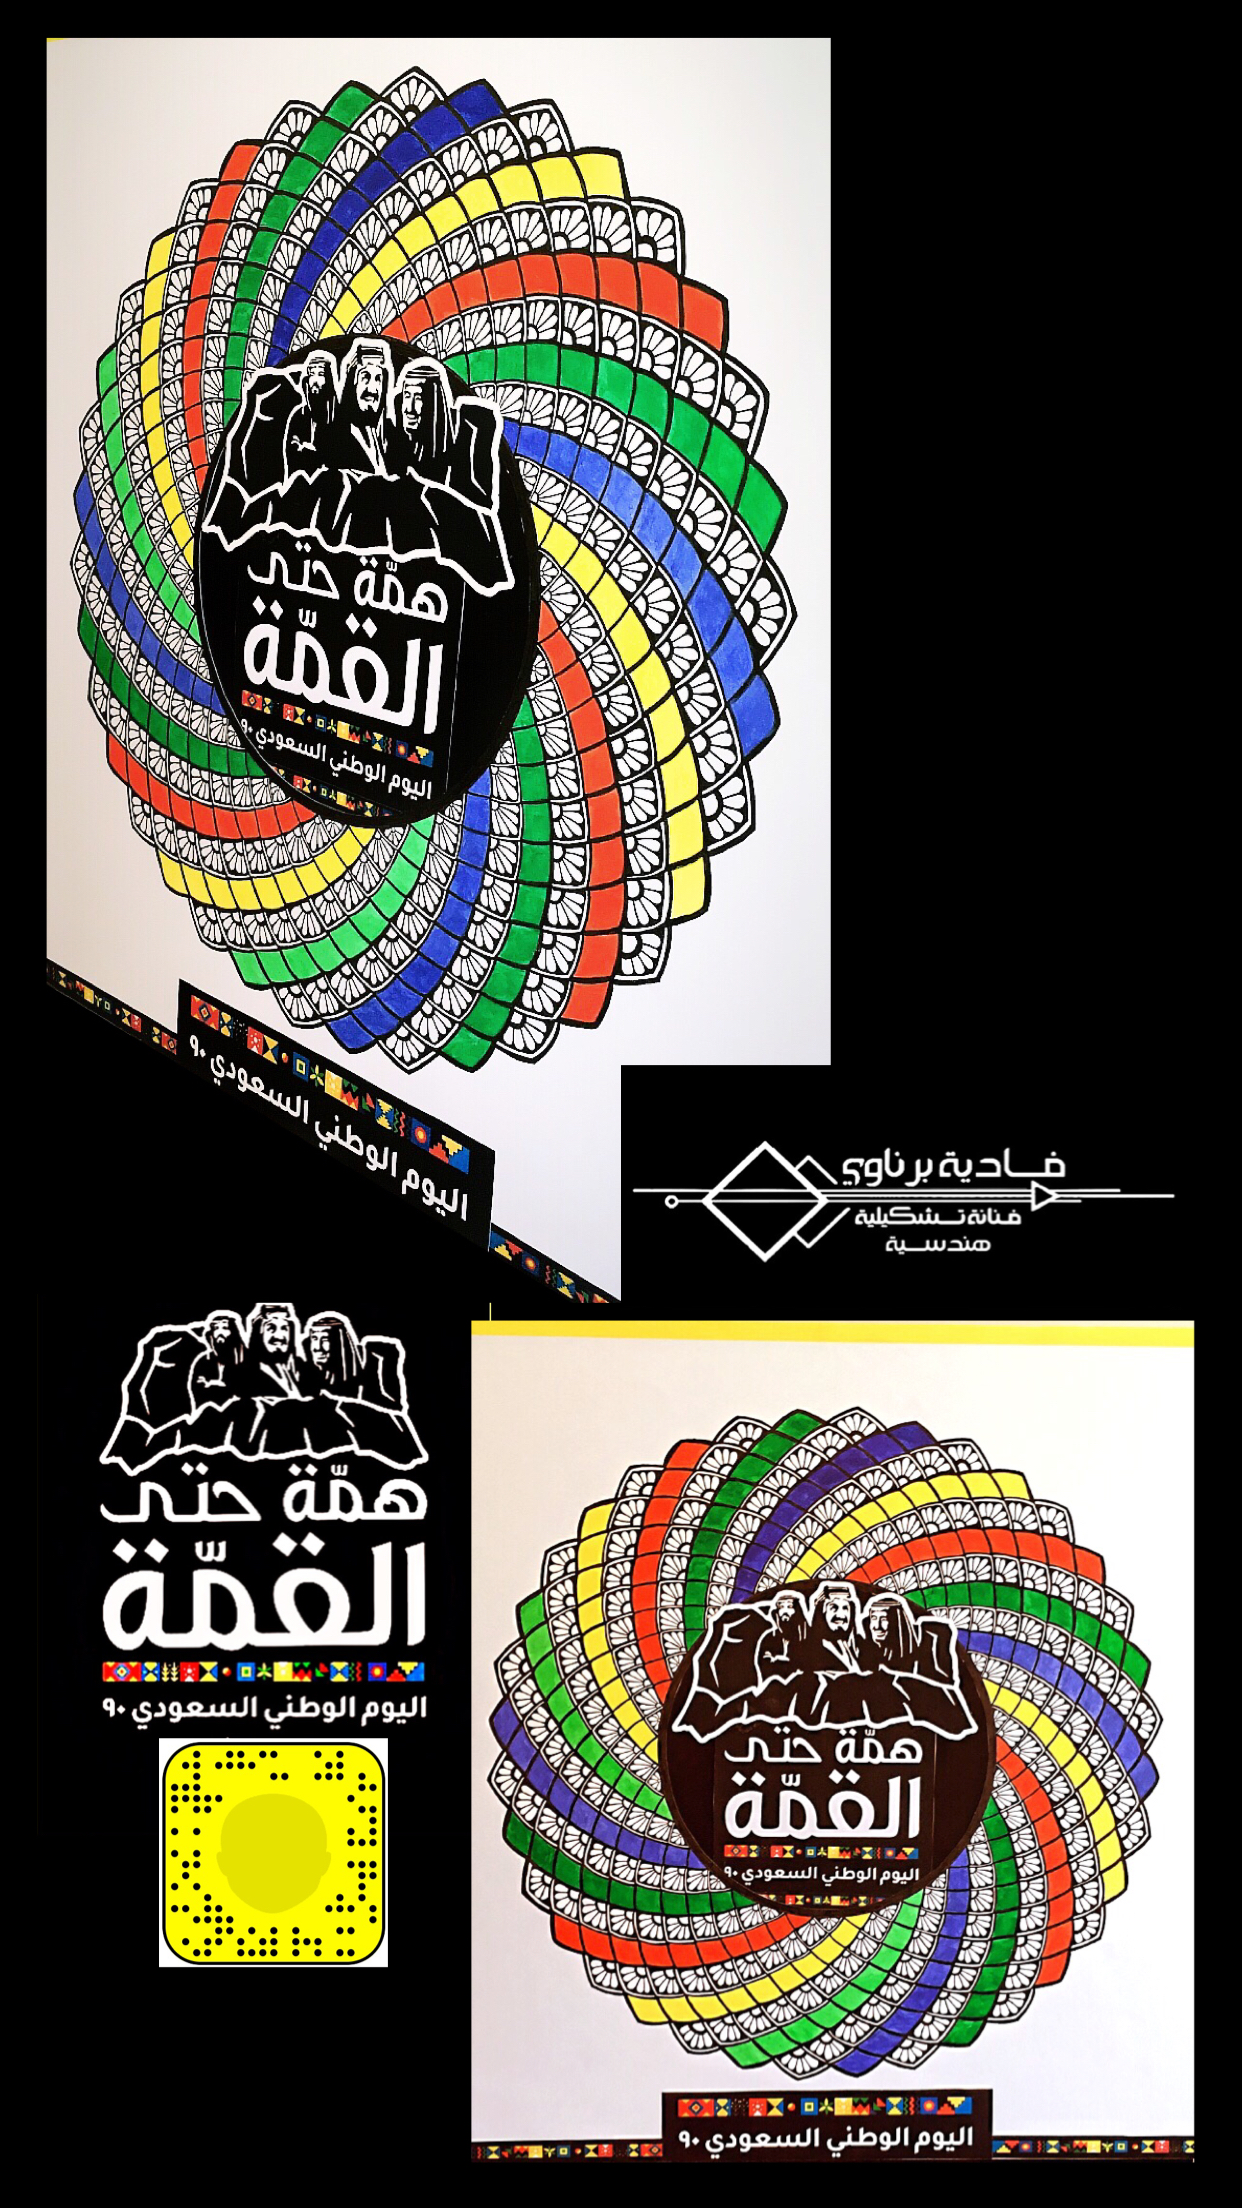 همّة حتى
القمّة
اليوم الوطني السعودي ٩٠
اليوم الوطني السعودي ٩٠
فادية برناوي
فنانة تشكيلية
هندسية
همّة حتى
القمّة
اليوم الوطني السعودي ٩٠
همّة حتى
القمّة
اليوم الوطني السعودي ٩٠
اليوم الوطني السعودي ٩٠